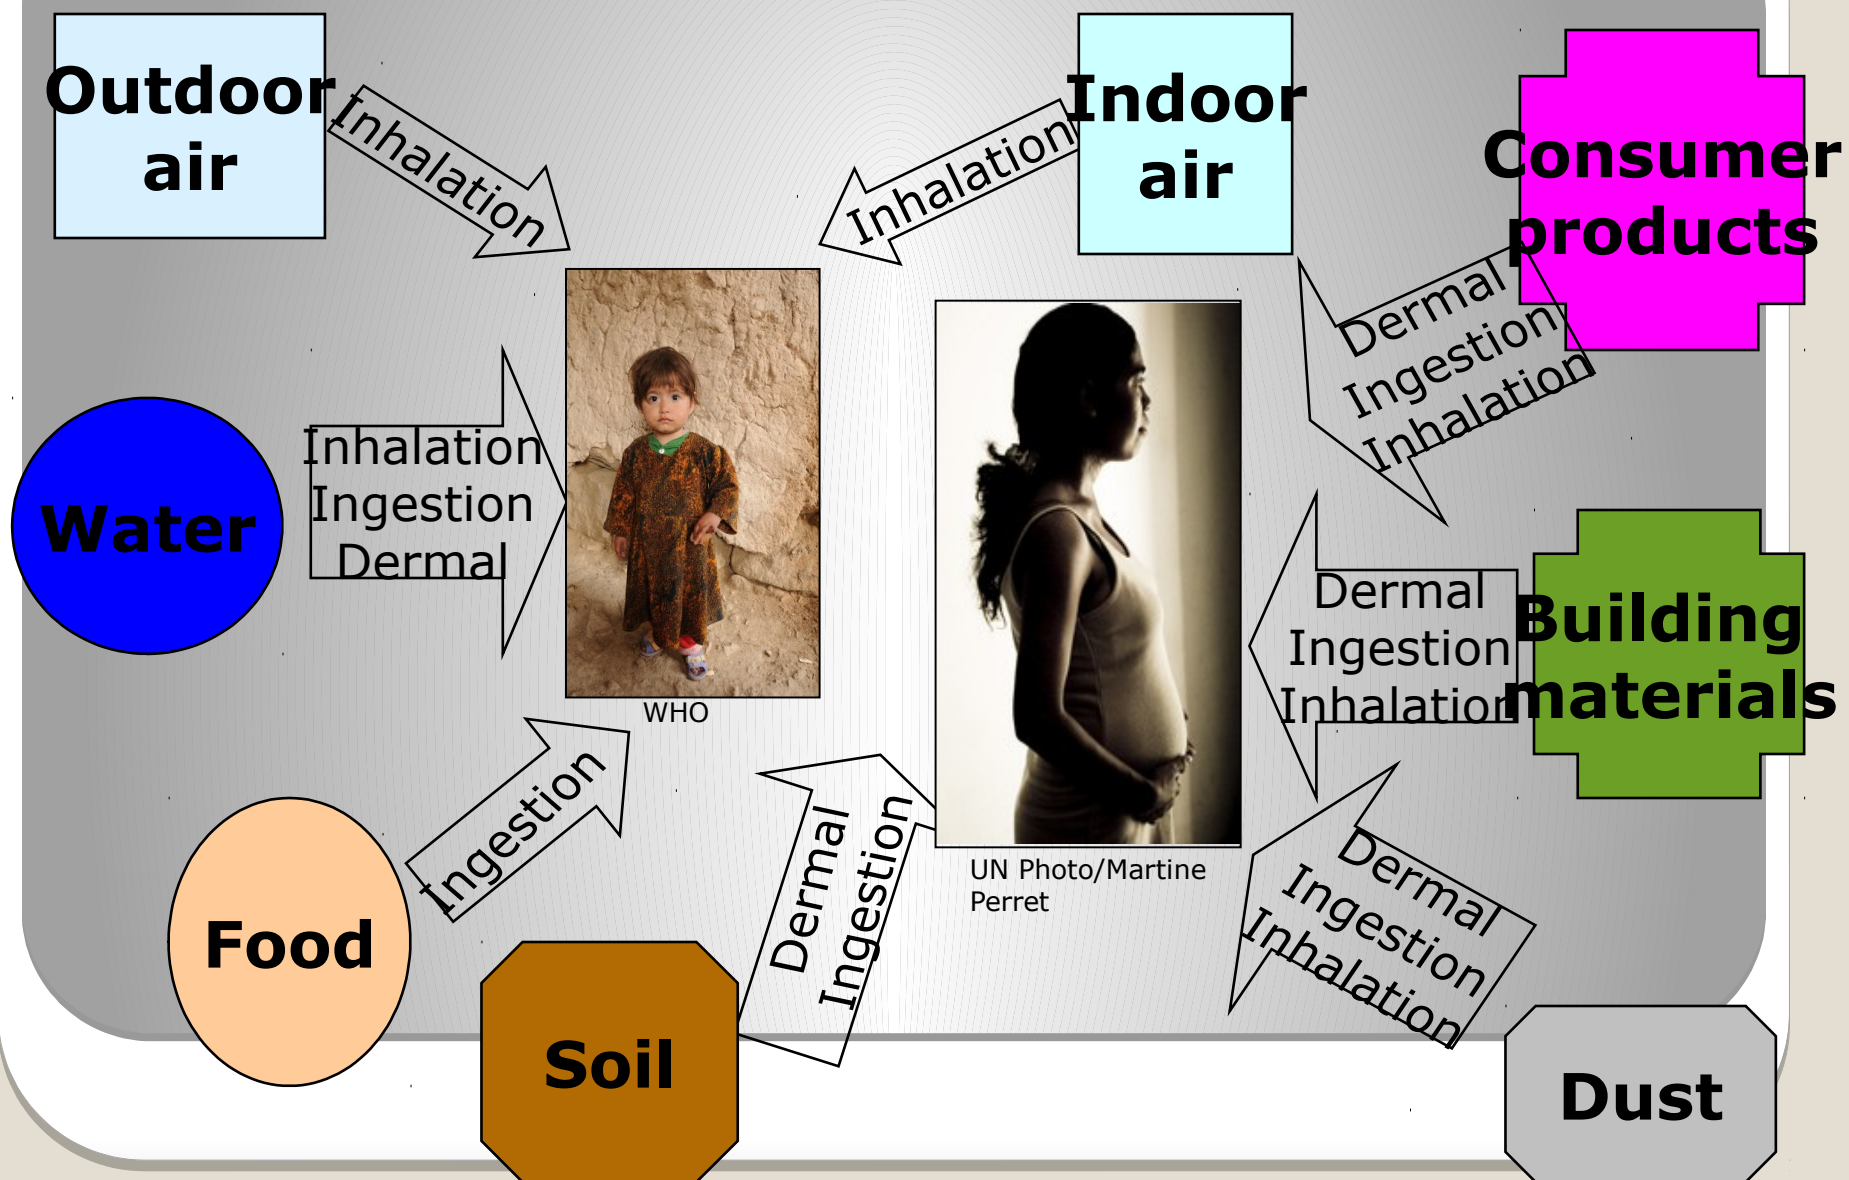 Outdoor
air
Inhalation
Inhalation
Indoor
air
Consumer
products
Dermal
Ingestion
Inhalation
Water
Inhalation
Ingestion
Dermal
Dermal
Ingestion
Inhalation
Building
materials
WHO
Ingestion
Food
Dermal
Ingestion
Soil
UN Photo/Martine
Perret
Dermal
Ingestion
Inhalation
Dust